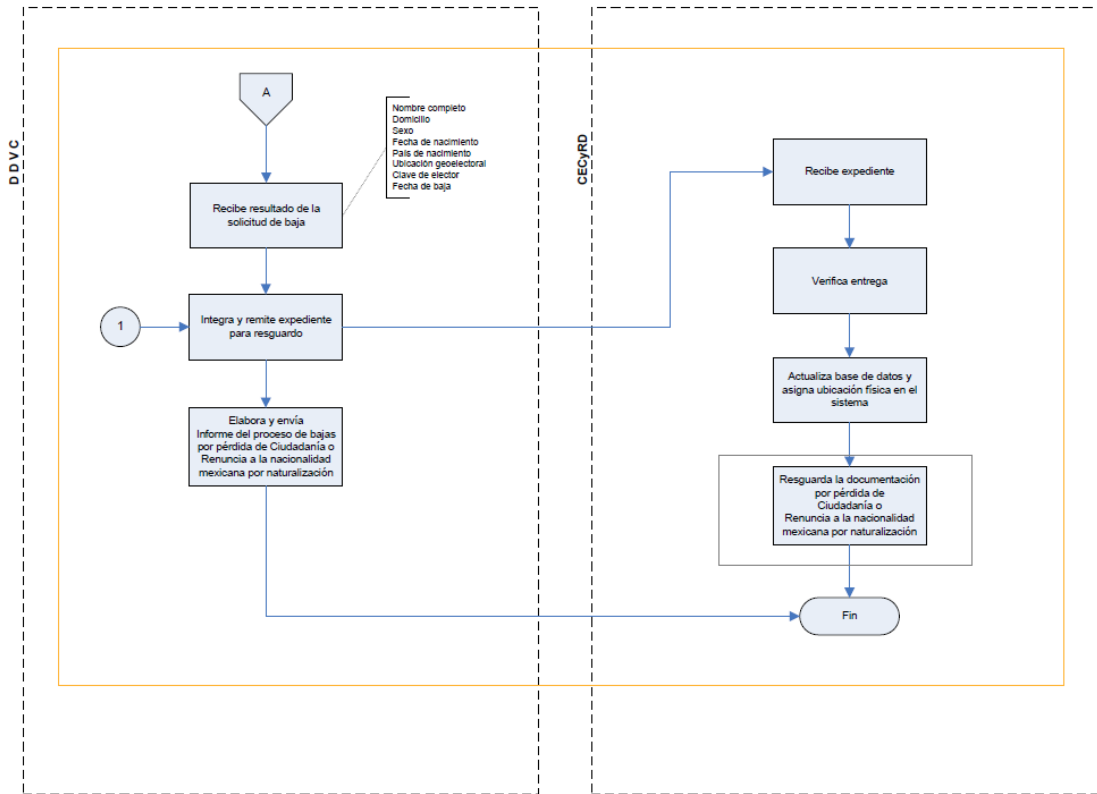 DDVC
A
Nombre completo
Domicilio
Sexo
Fecha de nacimiento
País de nacimiento
Ubicación geoelectoral
Clave de elector
Fecha de baja
Recibe resultado de la
solicitud de baja
1
Integra y remite expediente
para resguardo
Elabora y envía
Informe del proceso de bajas
por pérdida de Ciudadanía o
Renuncia a la nacionalidad
mexicana por naturalización
CECyRD
Recibe expediente
Verifica entrega
Actualiza base de datos y
asigna ubicación física en el
sistema
Resguarda la documentación
por pérdida de
Ciudadanía o
Renuncia a la nacionalidad
mexicana por naturalización
Fin